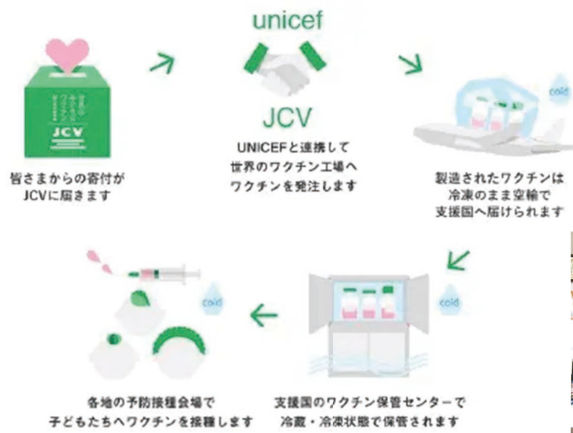 JCV
皆さまからの寄付が
JCVに届きます
unicef
JCV
UNICEFと連携して
世界のワクチン工場へ
ワクチンを発注します
cold
製造されたワクチンは
冷凍のまま空輸で
支援国へ届けられます
cold
支援国のワクチン保管センターで
冷蔵・冷凍状態で保管されます
cold
各地の予防接種会場で
子どもたちへワクチンを接種します